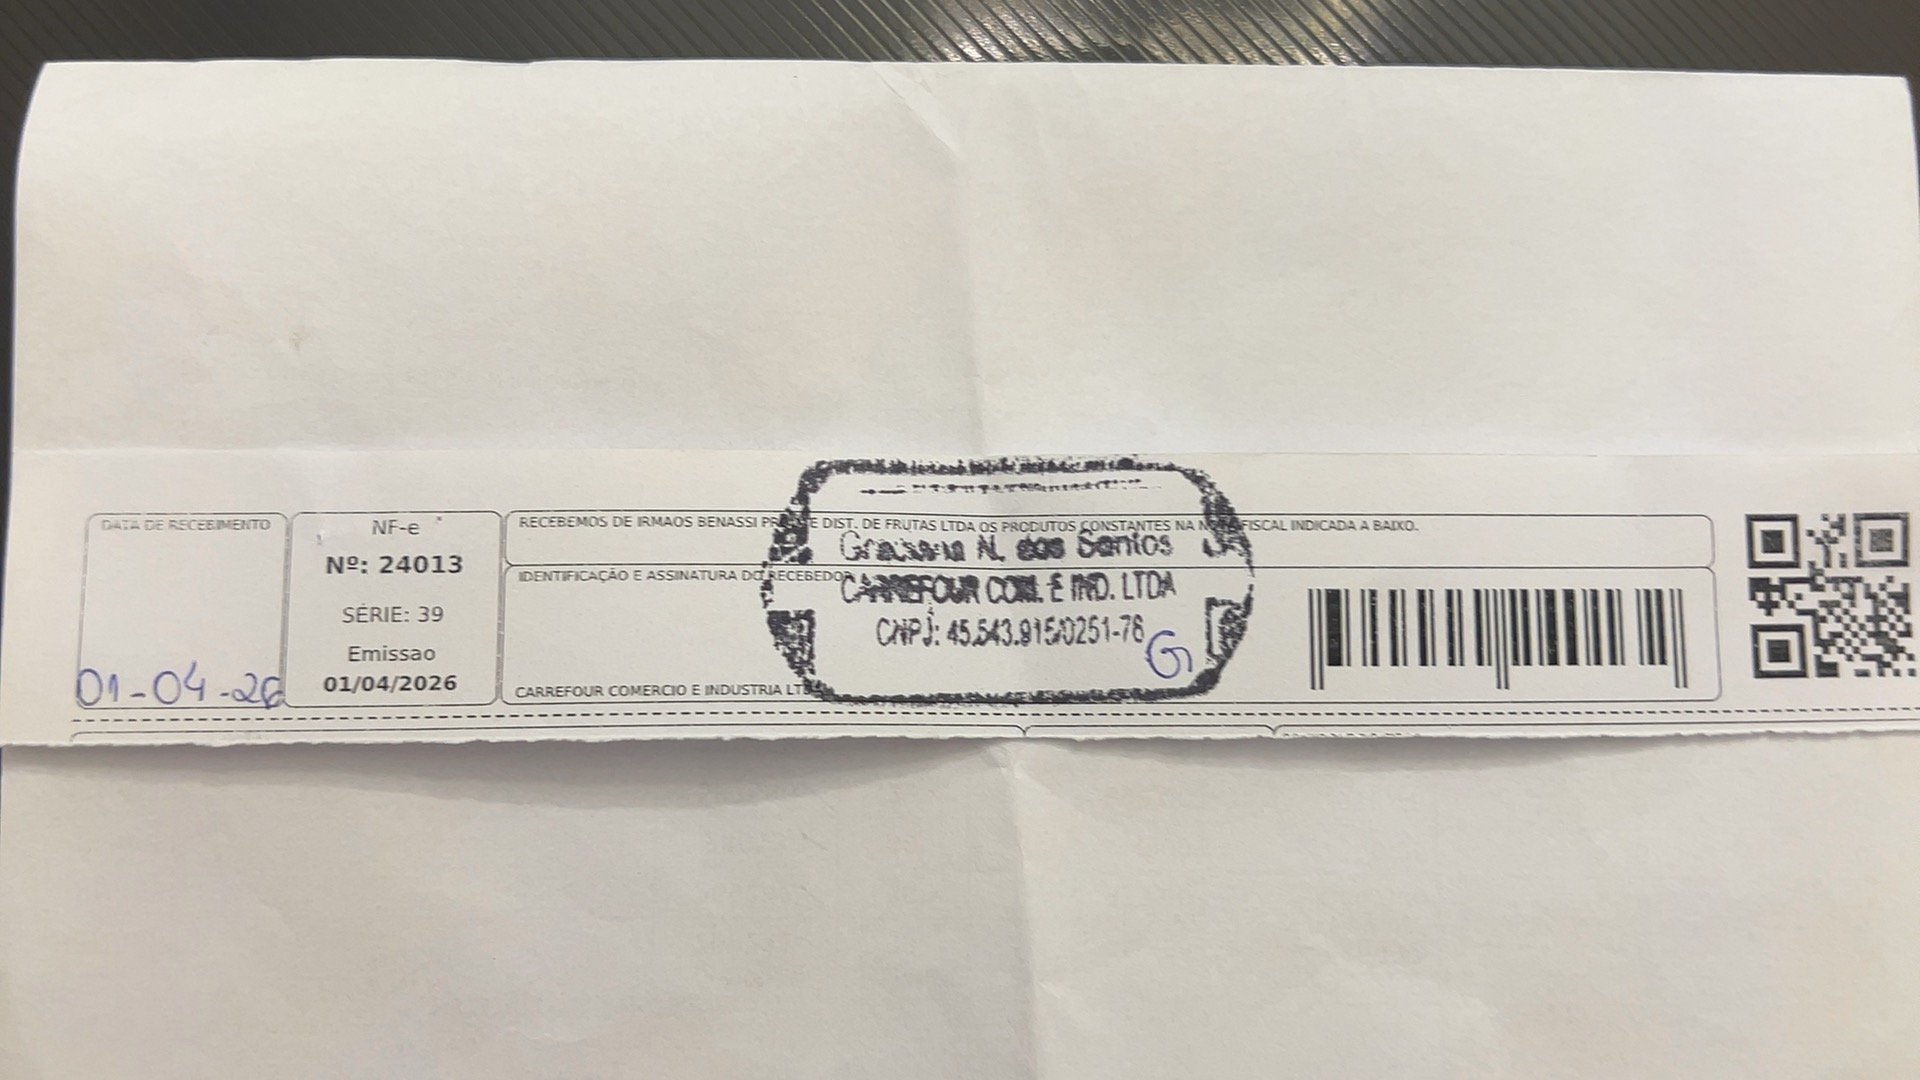 DATA DE RECEBIMENTO
01-04-26
NF-e
Nº: 24013
SÉRIE: 39
Emissao
01/04/2026
RECEBEMOS DE IRMAOS BENASSI DIST. DE FRUTAS LTDA OS PRODUTOS CONSTANTES NA NOTA FISCAL INDICADA A BAIXO.
IDENTIFICAÇÃO E ASSINATURA DO RECEBEDOR
CARREFOUR COMERCIO E INDUSTRIA LTDA
N. dos Santos
CARREFOUR COM. E IND. LTDA
CNPJ: 45.543.915/0251-78
G